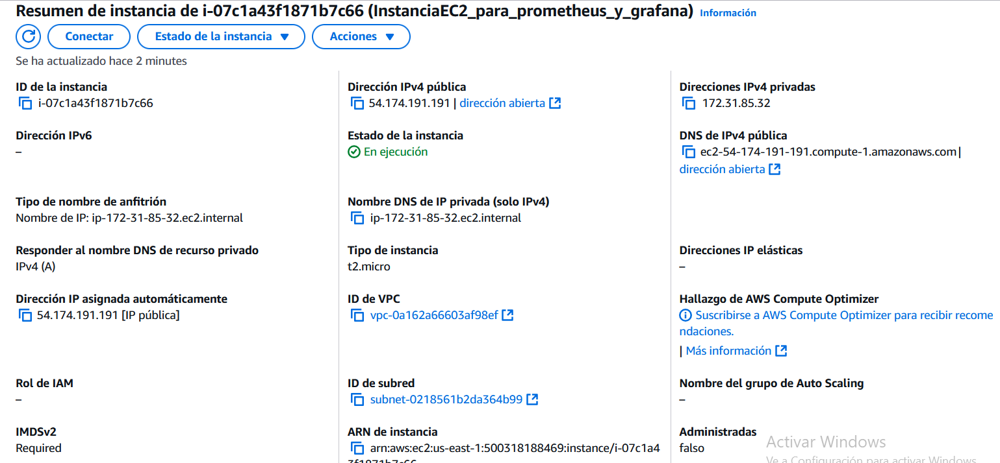 Resumen de instancia de i-07c1a43f1871b7c66 (InstanciaEC2_para_prometheus_y_grafana) Información
Conectar
Estado de la instancia
Acciones
Se ha actualizado hace 2 minutes
ID de la instancia
i-07c1a43f1871b7c66
Dirección IPv4 pública
54.174.191.191 | dirección abierta
Direcciones IPv4 privadas
172.31.85.32
Dirección IPv6
–
Estado de la instancia
En ejecución
DNS de IPv4 pública
ec2-54-174-191-191.compute-1.amazonaws.com |
dirección abierta
Tipo de nombre de anfitrión
Nombre de IP: ip-172-31-85-32.ec2.internal
Nombre DNS de IP privada (solo IPv4)
ip-172-31-85-32.ec2.internal
Responder al nombre DNS de recurso privado
IPv4 (A)
Tipo de instancia
t2.micro
Direcciones IP elásticas
–
Dirección IP asignada automáticamente
54.174.191.191 [IP pública]
ID de VPC
vpc-0a162a66603af98ef
Hallazgo de AWS Compute Optimizer
Suscribirse a AWS Compute Optimizer para recibir recome
ndaciones.
| Más información
Rol de IAM
–
ID de subred
subnet-0218561b2da364b99
Nombre del grupo de Auto Scaling
–
IMDSv2
Required
ARN de instancia
arn:aws:ec2:us-east-1:500318188469:instance/i-07c1a4
3f1871b7c66
Administradas
falso
Activar Windows
Ve a Configuración para activar Windows.